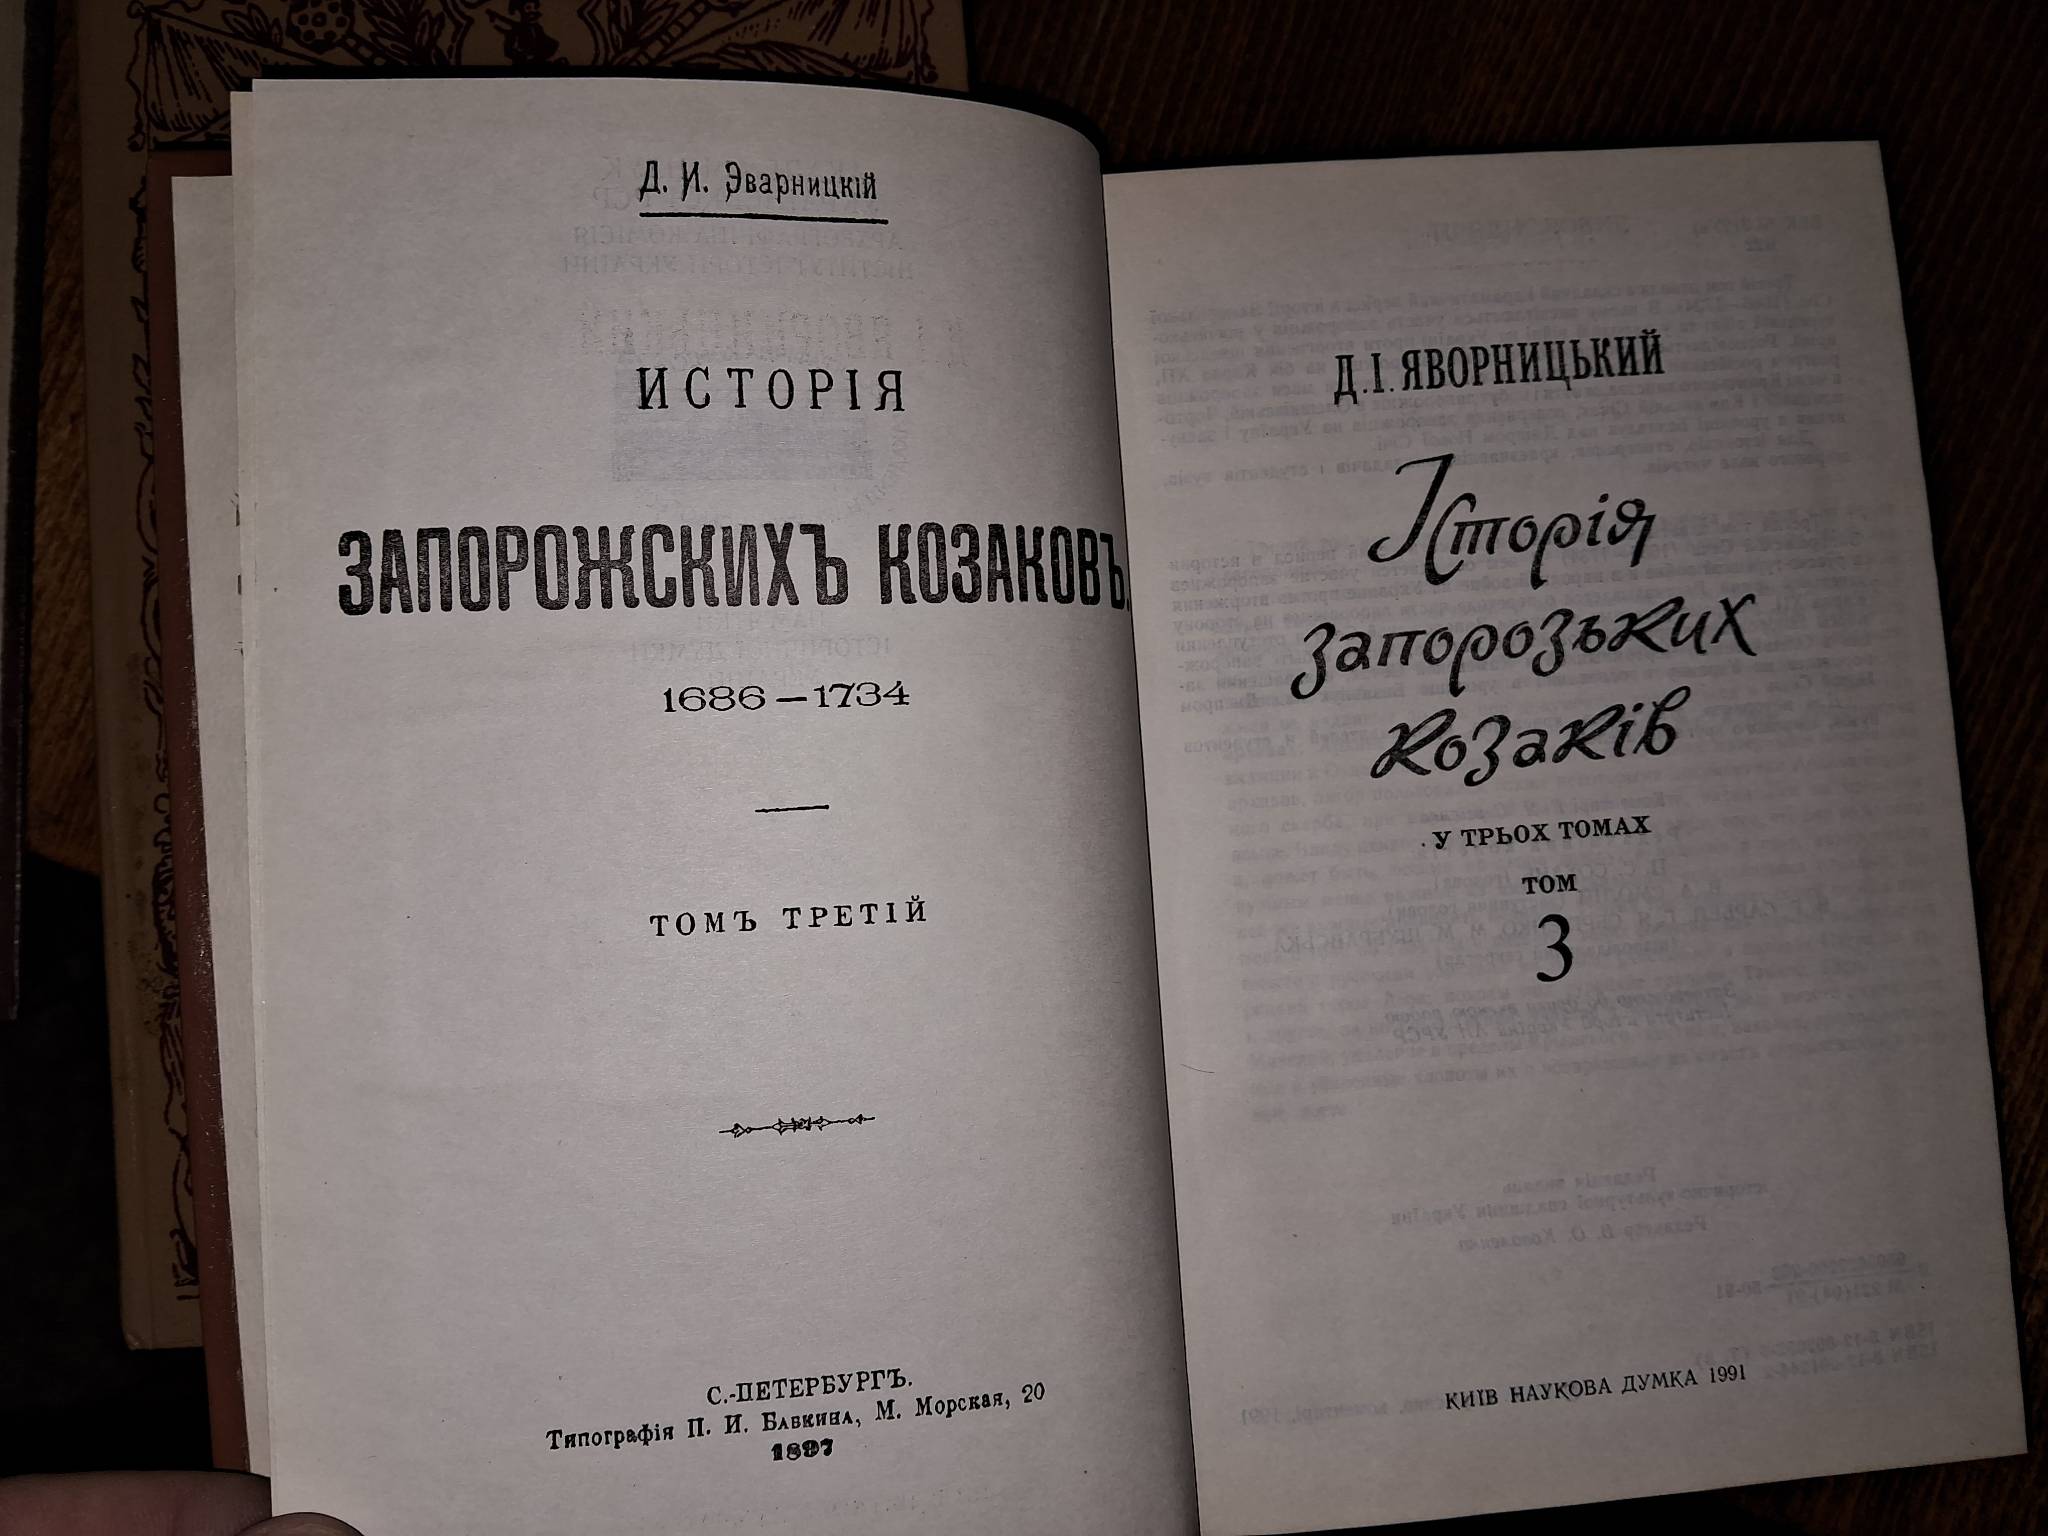 Д. И. Эварницкій
ИСТОРІЯ
ЗАПОРОЖСКИХЪ КОЗАКОВЪ.
1686–1734
ТОМЪ ТРЕТІЙ
С.-ПЕТЕРБУРГЪ.
Типографія П. И. Бавкина, М. Морская, 20
1897
Д.І. ЯВОРНИЦЬКИЙ
Історія
запорозьких
козаків
У ТРЬОХ ТОМАХ
ТОМ
3
КИЇВ НАУКОВА ДУМКА 1991